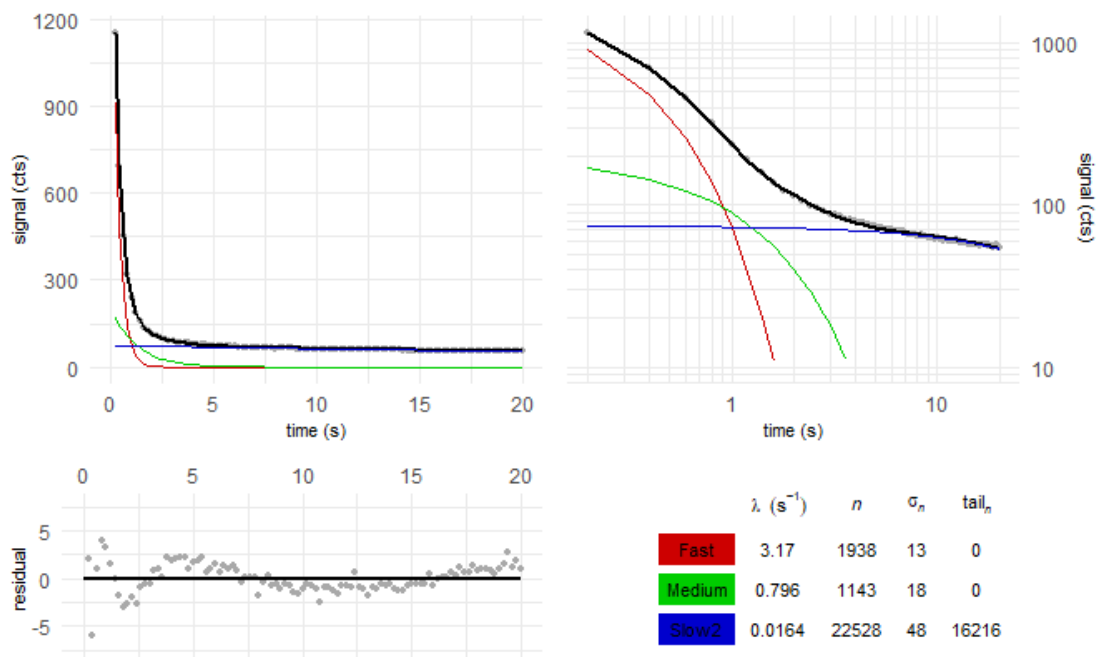 1200
900
600
300
0
signal (cts)
0 5 10 15 20
time (s)
1000
100
10
signal (cts)
1 10
time (s)
0 5 10 15 20
5
0
-5
residual
λ (s⁻¹) n σₙ tailₙ
Fast 3.17 1938 13 0
Medium 0.796 1143 18 0
Slow2 0.0164 22528 48 16216